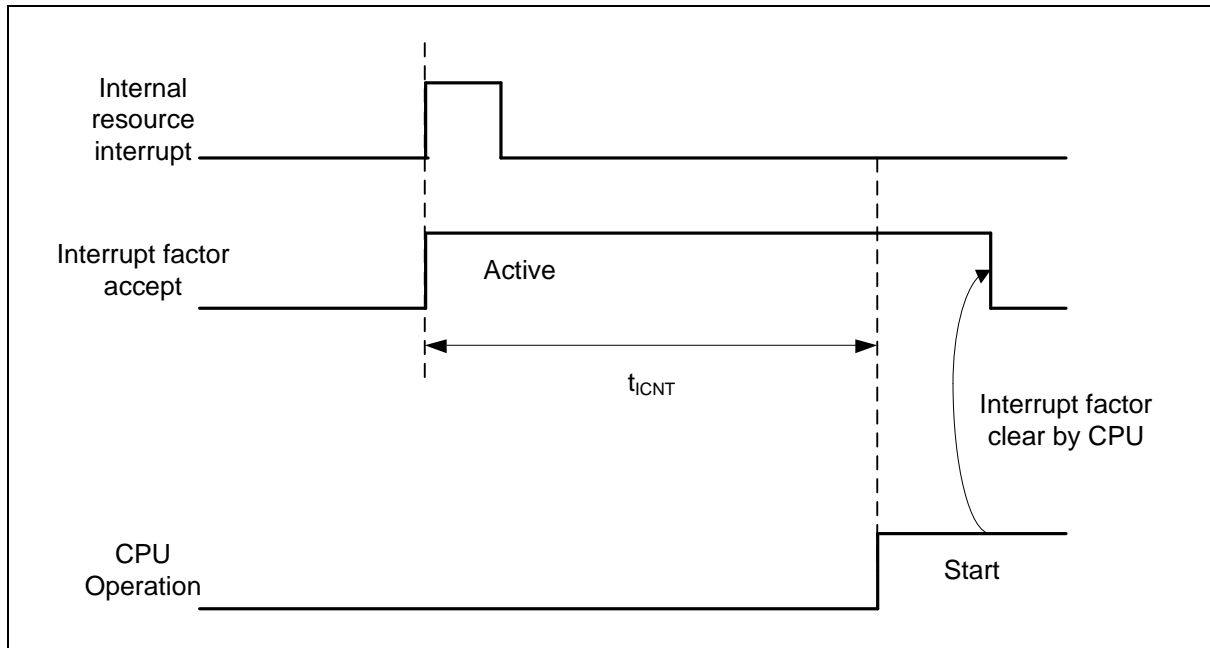 Internal
resource
interrupt
Interrupt factor
accept
Active
tICNT
Interrupt factor
clear by CPU
CPU
Operation
Start